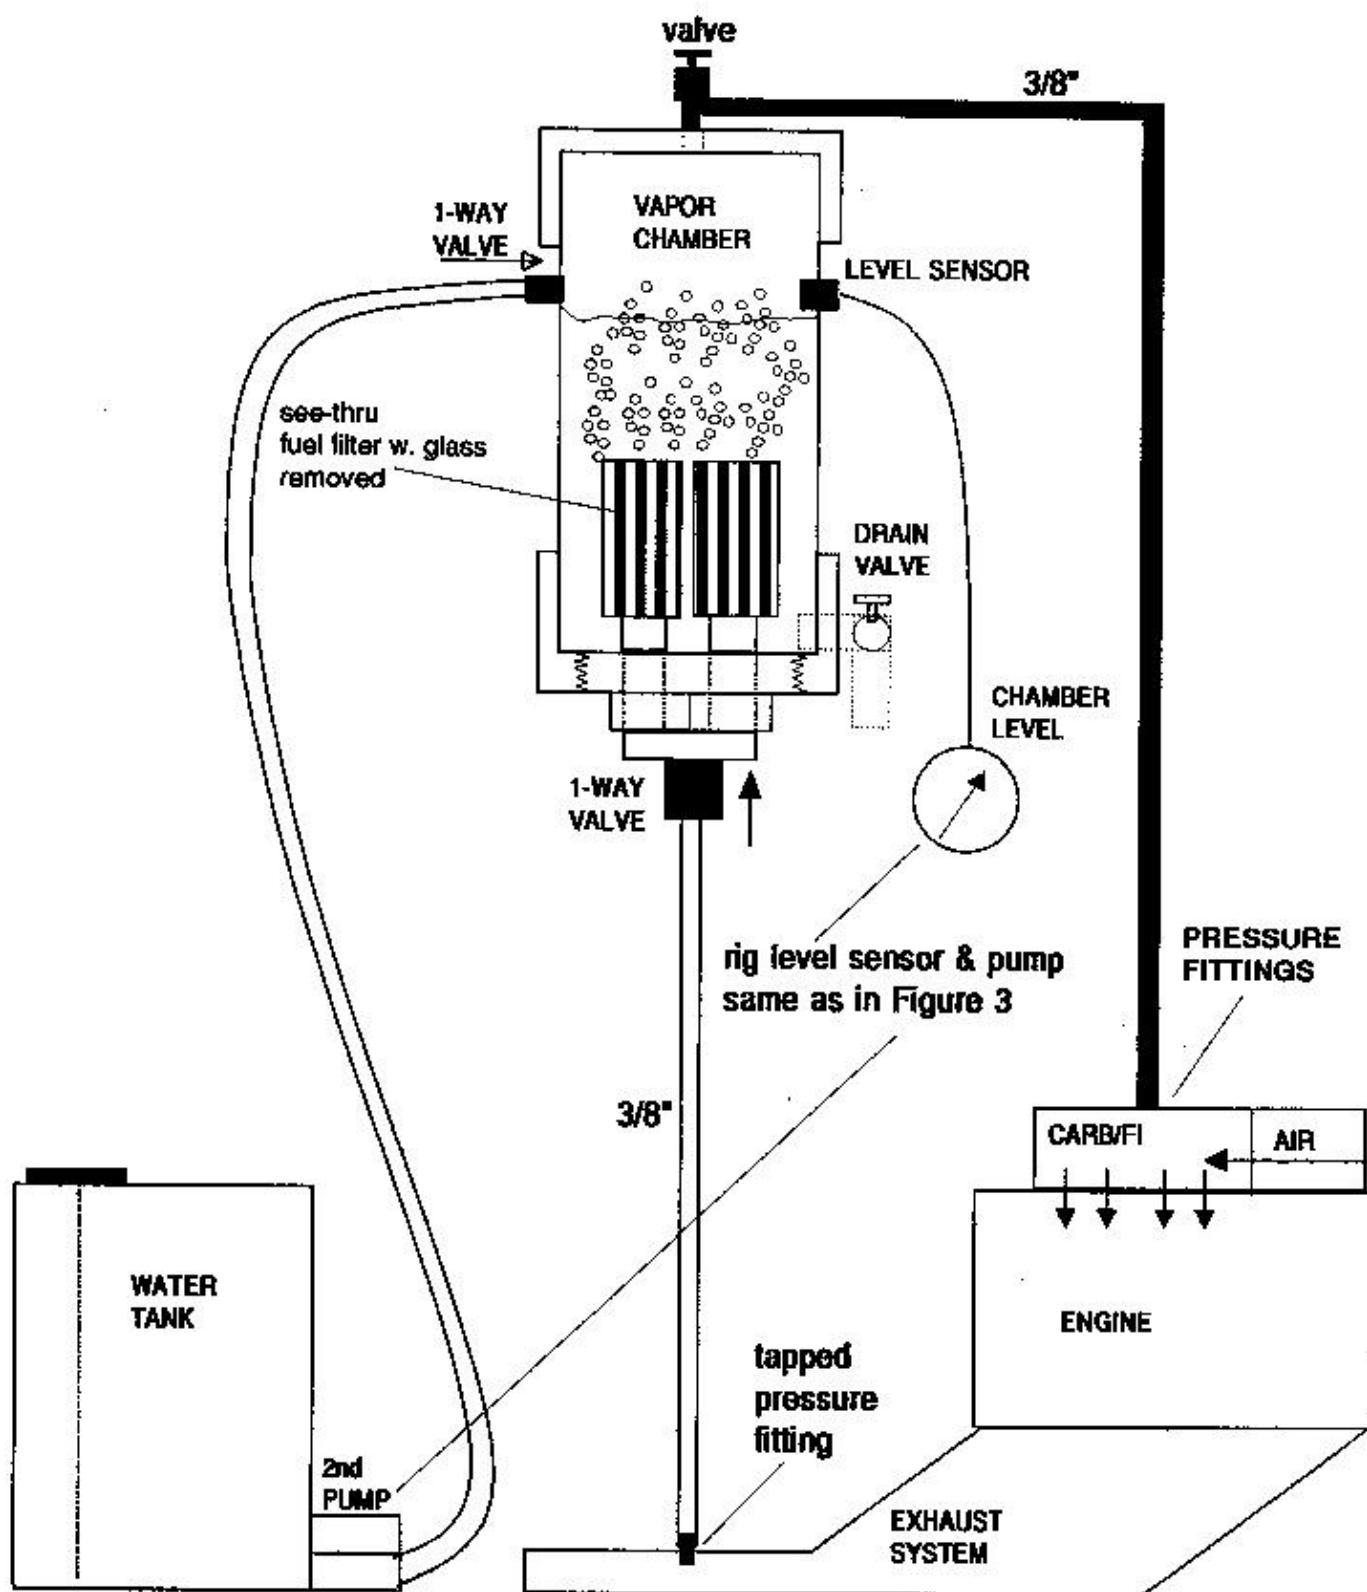 valve
3/8"
1-WAY
VALVE
VAPOR
CHAMBER
LEVEL SENSOR
see-thru
fuel filter w. glass
removed
DRAIN
VALVE
CHAMBER
LEVEL
1-WAY
VALVE
rig level sensor & pump
same as in Figure 3
PRESSURE
FITTINGS
3/8"
CARB/FI
AIR
WATER
TANK
ENGINE
tapped
pressure
fitting
2nd
PUMP
EXHAUST
SYSTEM